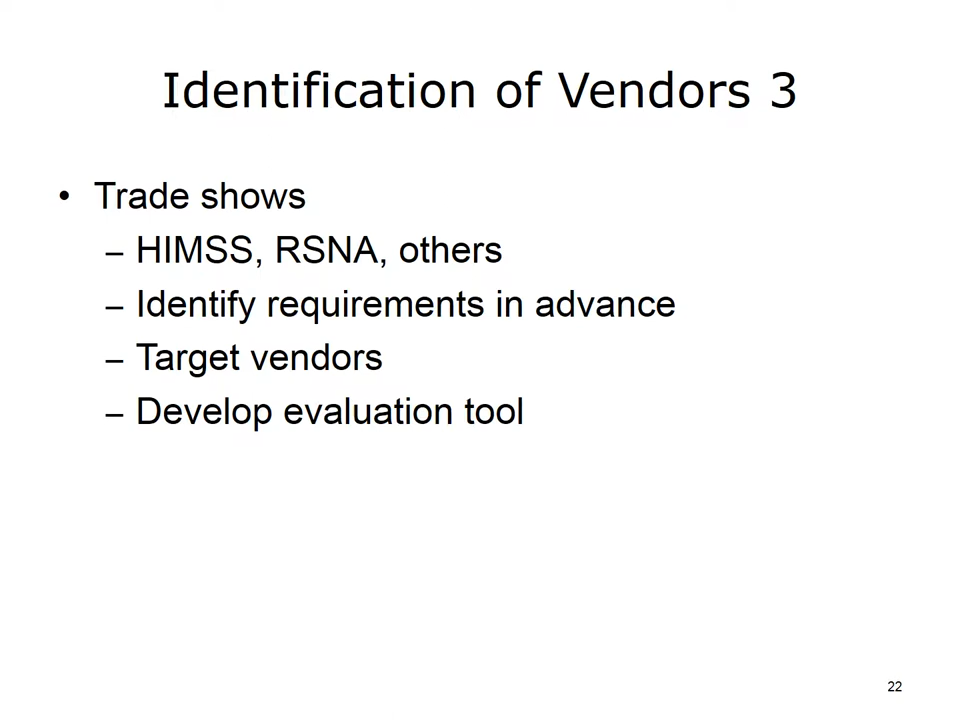 Identification of Vendors 3
• Trade shows
– HIMSS, RSNA, others
– Identify requirements in advance
– Target vendors
– Develop evaluation tool
22